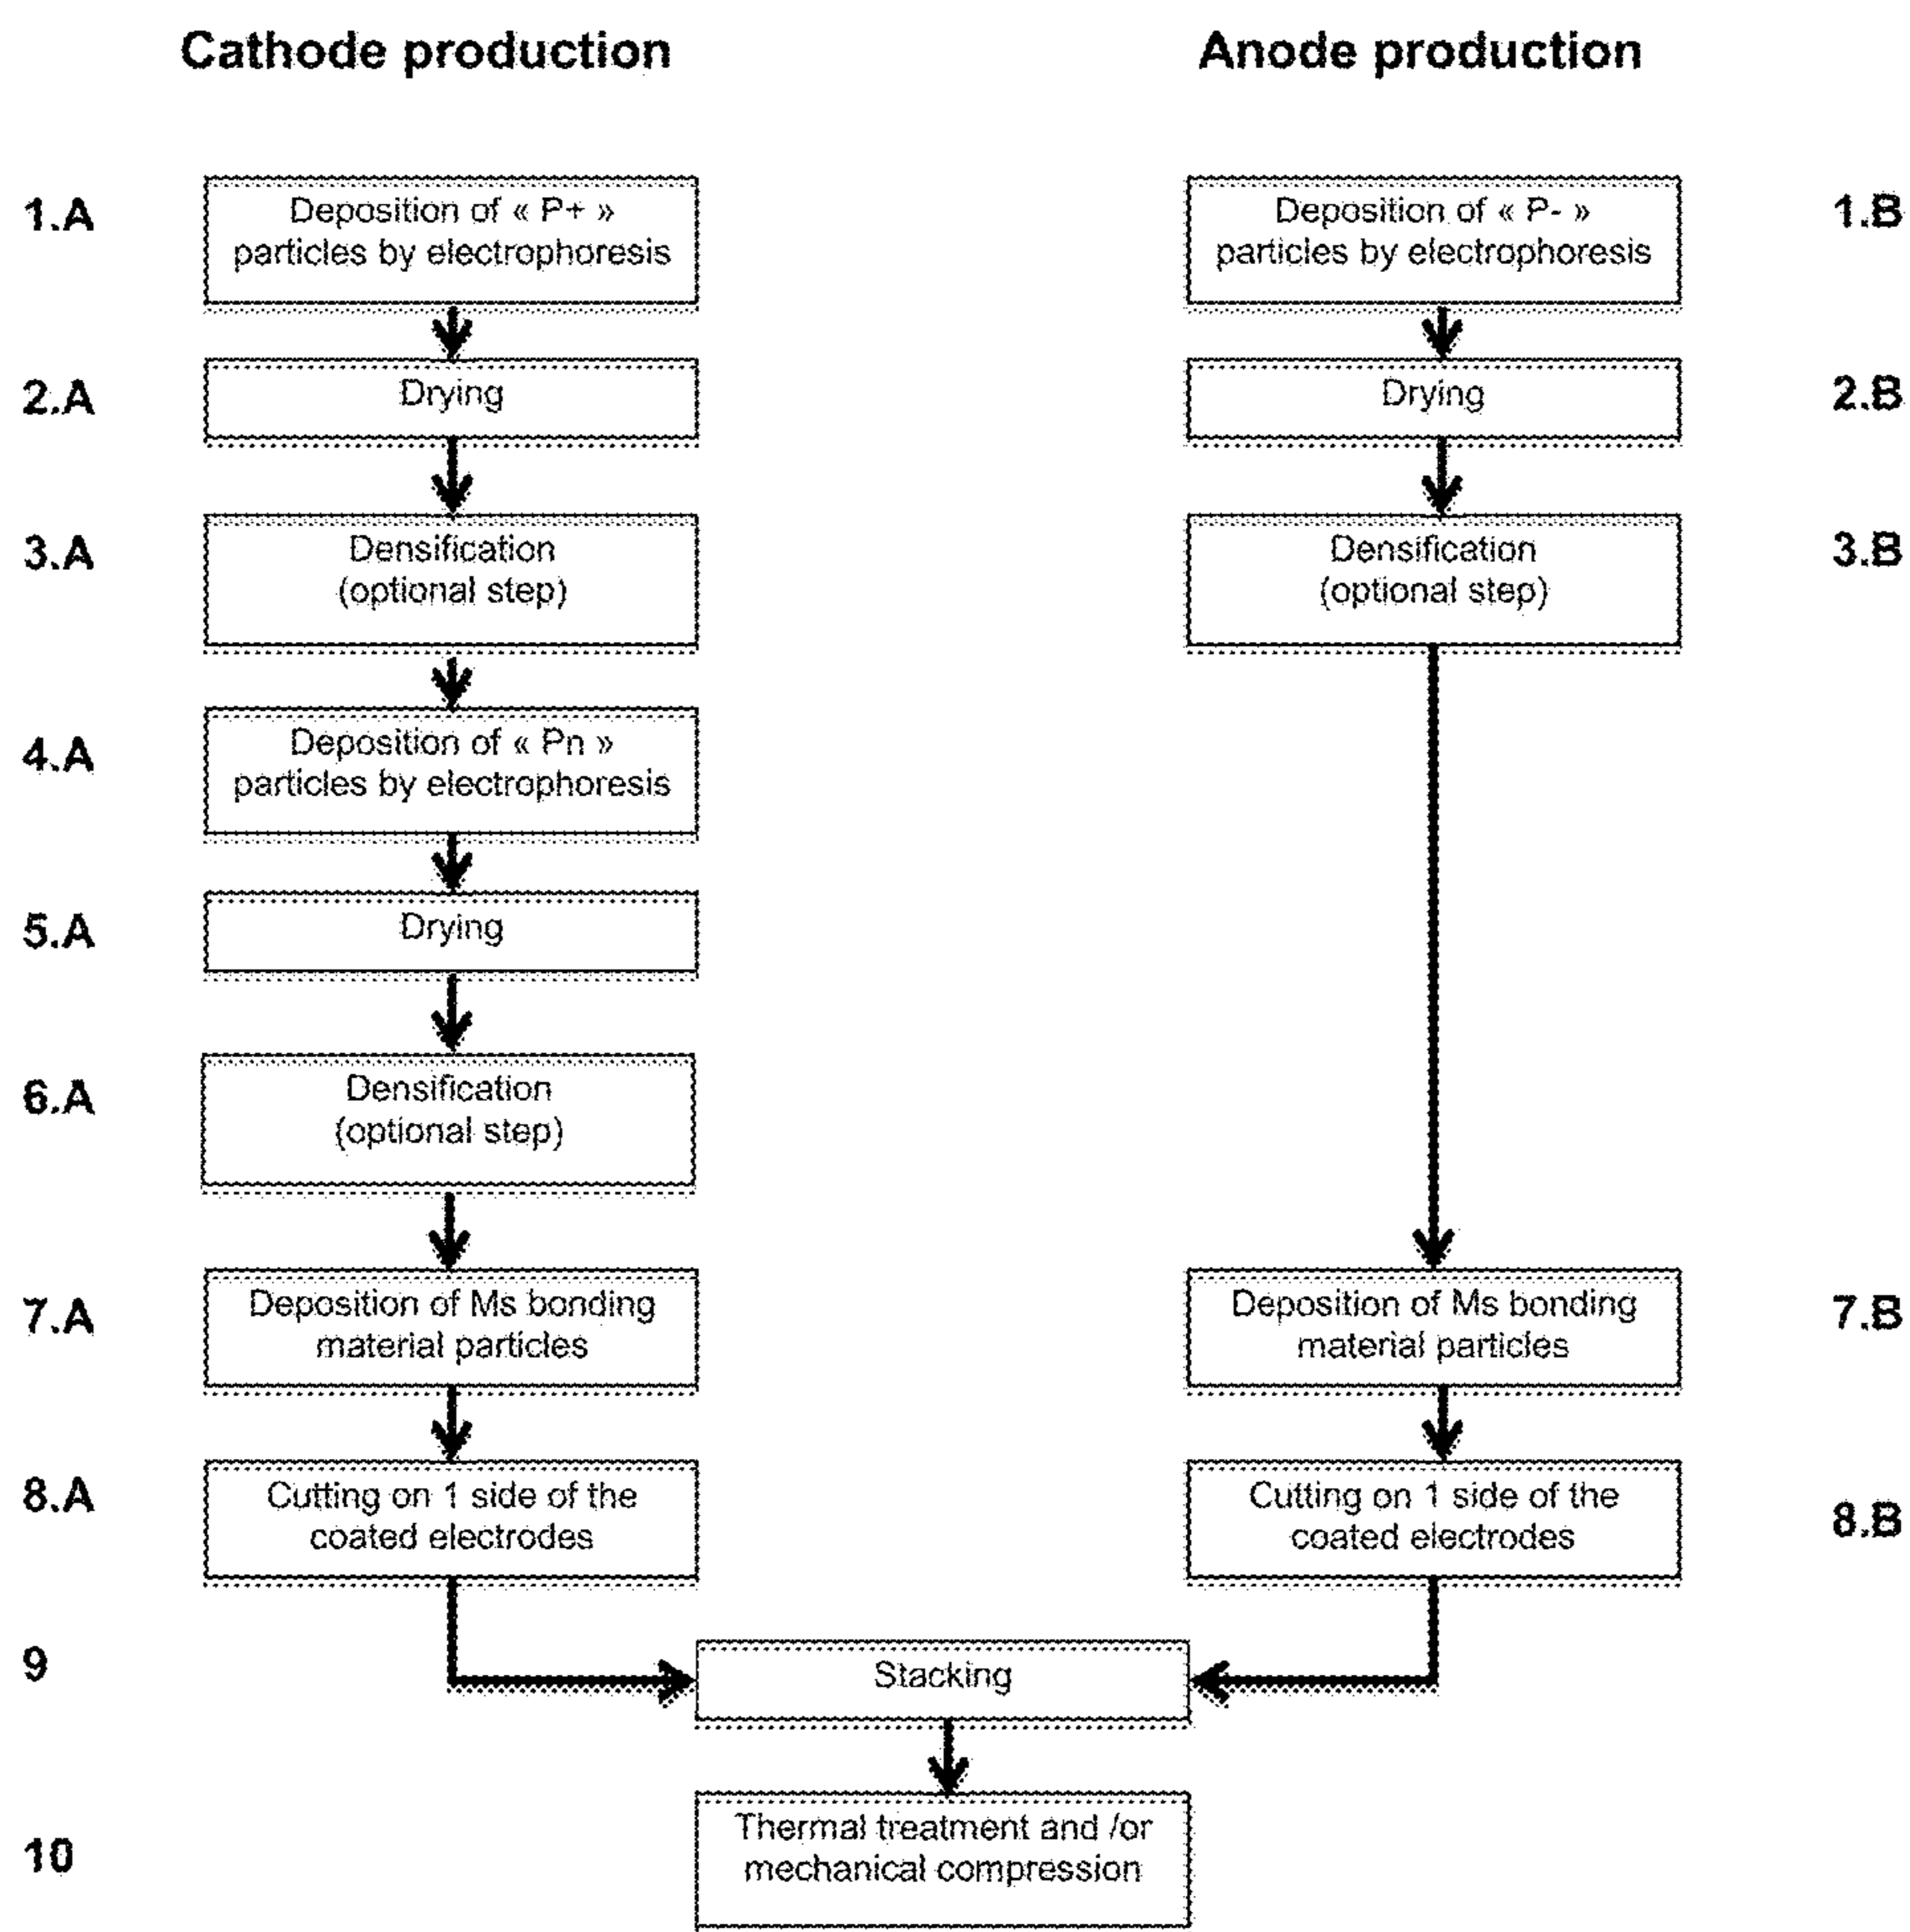 Cathode production
Anode production
1.A
Deposition of « P+ »
particles by electrophoresis
Deposition of « P- »
particles by electrophoresis
1.B
2.A
Drying
Drying
2.B
3.A
Densification
(optional step)
Densification
(optional step)
3.B
4.A
Deposition of « Pn »
particles by electrophoresis
5.A
Drying
6.A
Densification
(optional step)
7.A
Deposition of Ms bonding
material particles
Deposition of Ms bonding
material particles
7.B
8.A
Cutting on 1 side of the
coated electrodes
Cutting on 1 side of the
coated electrodes
8.B
9
Stacking
10
Thermal treatment and /or
mechanical compression